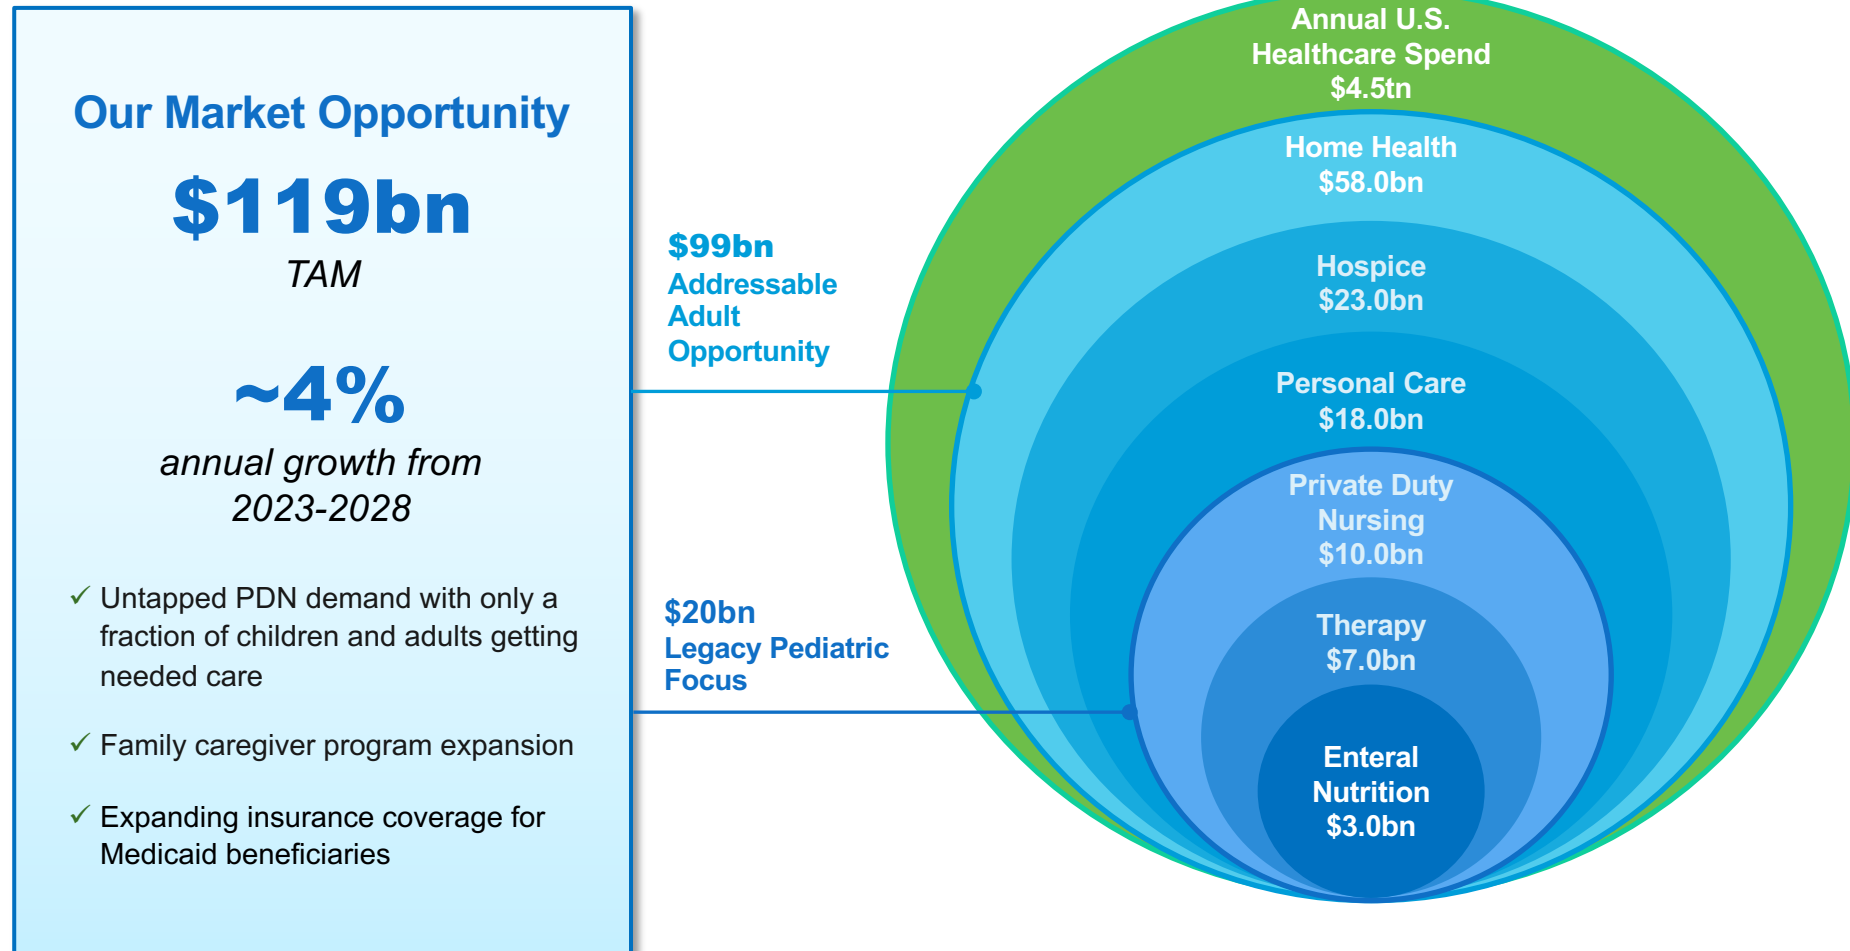 Our Market Opportunity
$119bn
TAM
~4%
annual growth from
2023-2028
✓ Untapped PDN demand with only a
fraction of children and adults getting
needed care
✓ Family caregiver program expansion
✓ Expanding insurance coverage for
Medicaid beneficiaries
$99bn
Addressable
Adult
Opportunity
$20bn
Legacy Pediatric
Focus
Annual U.S.
Healthcare Spend
$4.5tn
Home Health
$58.0bn
Hospice
$23.0bn
Personal Care
$18.0bn
Private Duty
Nursing
$10.0bn
Therapy
$7.0bn
Enteral
Nutrition
$3.0bn